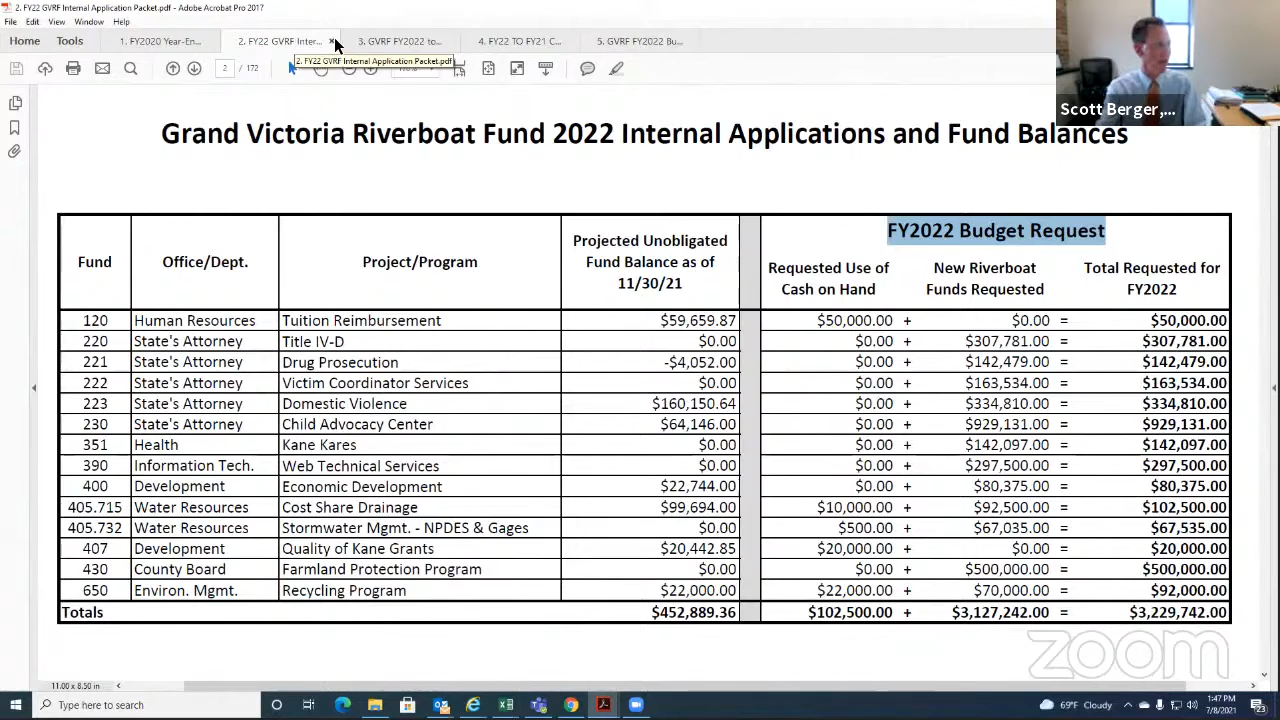 2. FY22 GVRF Internal Application Packet.pdf - Adobe Acrobat Pro 2017
File Edit View Window Help
Home Tools 1. FY2020 Year-En... 2. FY22 GVRF Inter... × 3. GVRF FY2022 to... 4. FY22 TO FY21 C... 5. GVRF FY2022 Bu...
2. FY22 GVRF Internal Application Packet.pdf
2 / 172
Scott Berger,...
Grand Victoria Riverboat Fund 2022 Internal Applications and Fund Balances
Fund Office/Dept. Project/Program Projected Unobligated Fund Balance as of 11/30/21 FY2022 Budget Request
Requested Use of Cash on Hand New Riverboat Funds Requested Total Requested for FY2022
120 Human Resources Tuition Reimbursement $59,659.87 $50,000.00 + $0.00 = $50,000.00
220 State's Attorney Title IV-D $0.00 $0.00 + $307,781.00 = $307,781.00
221 State's Attorney Drug Prosecution -$4,052.00 $0.00 + $142,479.00 = $142,479.00
222 State's Attorney Victim Coordinator Services $0.00 $0.00 + $163,534.00 = $163,534.00
223 State's Attorney Domestic Violence $160,150.64 $0.00 + $334,810.00 = $334,810.00
230 State's Attorney Child Advocacy Center $64,146.00 $0.00 + $929,131.00 = $929,131.00
351 Health Kane Kares $0.00 $0.00 + $142,097.00 = $142,097.00
390 Information Tech. Web Technical Services $0.00 $0.00 + $297,500.00 = $297,500.00
400 Development Economic Development $22,744.00 $0.00 + $80,375.00 = $80,375.00
405.715 Water Resources Cost Share Drainage $99,694.00 $10,000.00 + $92,500.00 = $102,500.00
405.732 Water Resources Stormwater Mgmt. - NPDES & Gages $0.00 $500.00 + $67,035.00 = $67,535.00
407 Development Quality of Kane Grants $20,442.85 $20,000.00 + $0.00 = $20,000.00
430 County Board Farmland Protection Program $0.00 $0.00 + $500,000.00 = $500,000.00
650 Environ. Mgmt. Recycling Program $22,000.00 $22,000.00 + $70,000.00 = $92,000.00
Totals $452,889.36 $102,500.00 + $3,127,242.00 = $3,229,742.00
zoom
11.00 x 8.50 in
Type here to search
69°F Cloudy
1:47 PM
7/8/2021
23